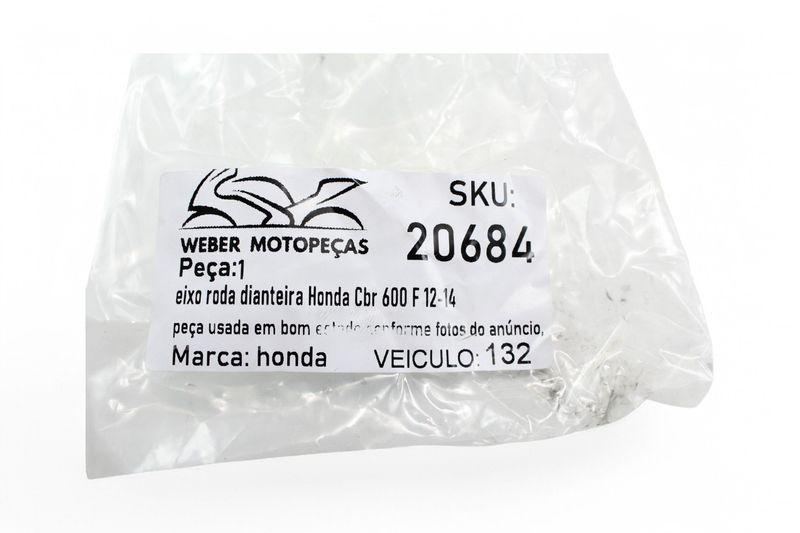 SKU:
20684
WEBER MOTOPEÇAS
Peça:1
eixo roda dianteira Honda Cbr 600 F 12-14
peça usada em bom estado conforme fotos do anúncio,
Marca: honda VEICULO: 132